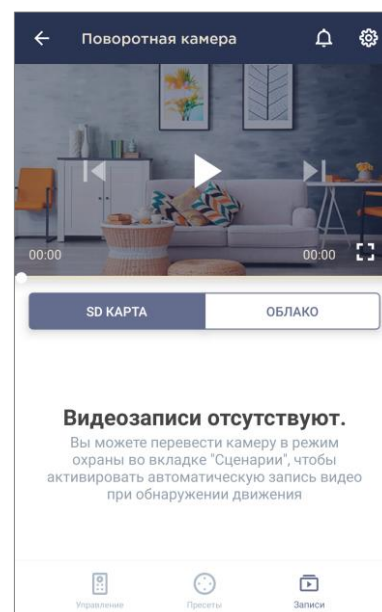 Поворотная камера
00:00 00:00
SD КАРТА ОБЛАКО
Видеозаписи отсутствуют.
Вы можете перевести камеру в режим
охраны во вкладке "Сценарии", чтобы
активировать автоматическую запись видео
при обнаружении движения
Управление Пресеты Записи